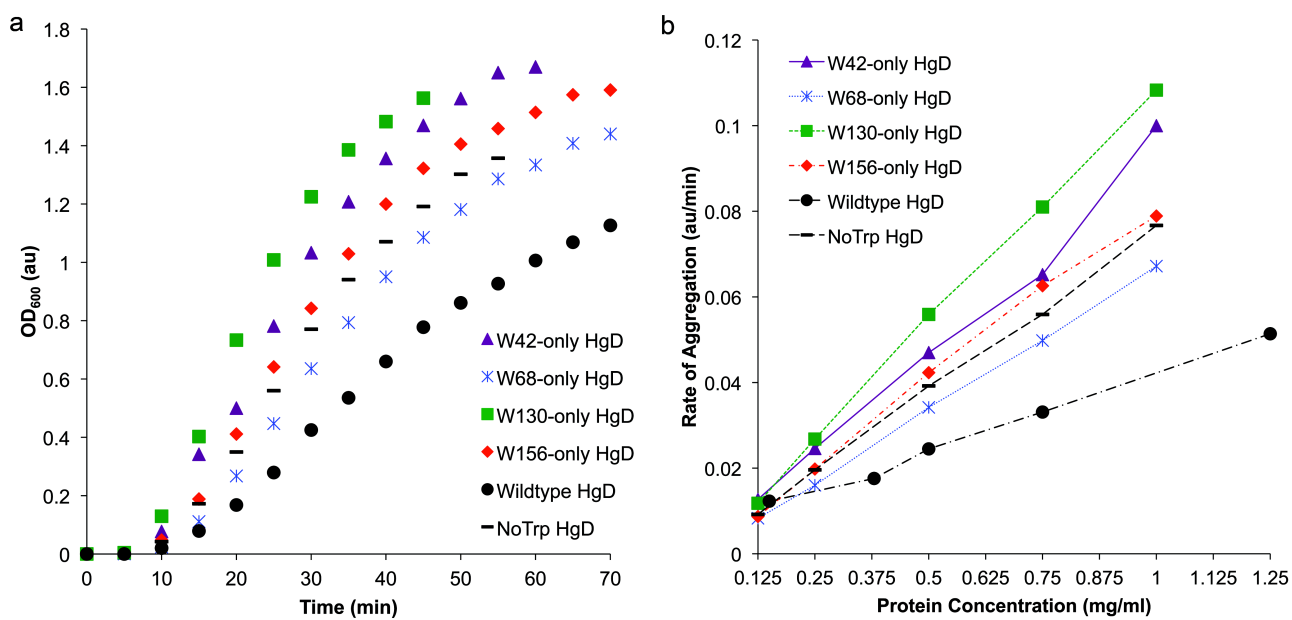 a
OD600 (au)
1.8
1.6
1.4
1.2
1
0.8
0.6
0.4
0.2
0
0 10 20 30 40 50 60 70
Time (min)
W42-only HgD
W68-only HgD
W130-only HgD
W156-only HgD
Wildtype HgD
NoTrp HgD
b
Rate of Aggregation (au/min)
0.12
0.1
0.08
0.06
0.04
0.02
0
0.125 0.25 0.375 0.5 0.625 0.75 0.875 1 1.125 1.25
Protein Concentration (mg/ml)
W42-only HgD
W68-only HgD
W130-only HgD
W156-only HgD
Wildtype HgD
NoTrp HgD